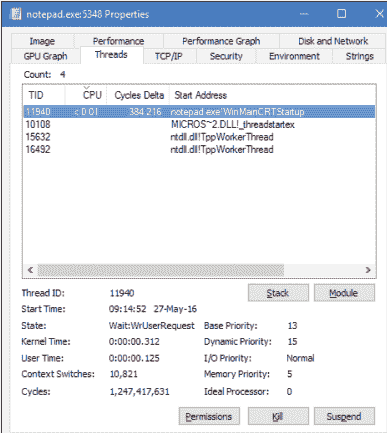 notepad.exe:5348 Properties
Image Performance Performance Graph Disk and Network
GPU Graph Threads TCP/IP Security Environment Strings
Count: 4
TID CPU Cycles Delta Start Address
11940 < 0.01 384,216 notepad.exe!WinMainCRTStartup
10108 MICROS~2.DLL!_threadstartex
15632 ntdll.dll!TppWorkerThread
16492 ntdll.dll!TppWorkerThread
Thread ID: 11940 Stack Module
Start Time: 09:14:52 27-May-16
State: Wait:WrUserRequest Base Priority: 13
Kernel Time: 0:00:00.312 Dynamic Priority: 15
User Time: 0:00:00.125 I/O Priority: Normal
Context Switches: 10,821 Memory Priority: 5
Cycles: 1,247,417,631 Ideal Processor: 0
Permissions Kill Suspend